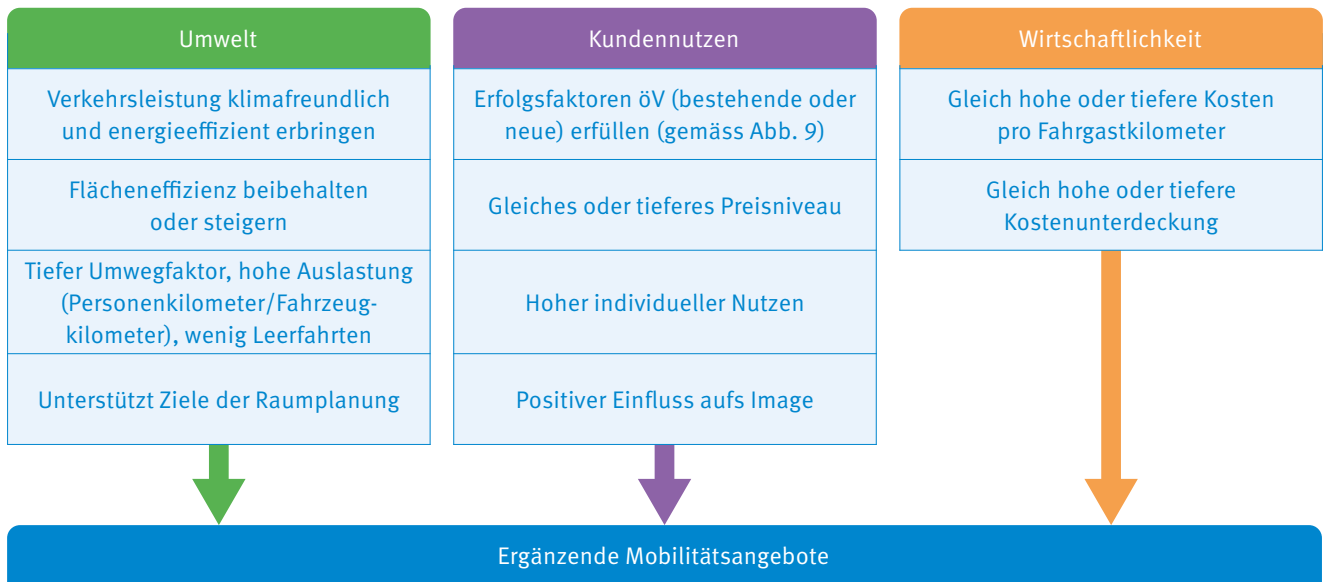 Umwelt
Verkehrsleistung klimafreundlich
und energieeffizient erbringen
Flächeneffizienz beibehalten
oder steigern
Tiefer Umwegfaktor, hohe Auslastung
(Personenkilometer/Fahrzeug-
kilometer), wenig Leerfahrten
Unterstützt Ziele der Raumplanung
Kundennutzen
Erfolgsfaktoren öV (bestehende oder
neue) erfüllen (gemäss Abb. 9)
Gleiches oder tieferes Preisniveau
Hoher individueller Nutzen
Positiver Einfluss aufs Image
Wirtschaftlichkeit
Gleich hohe oder tiefere Kosten
pro Fahrgastkilometer
Gleich hohe oder tiefere
Kostenunterdeckung
Ergänzende Mobilitätsangebote